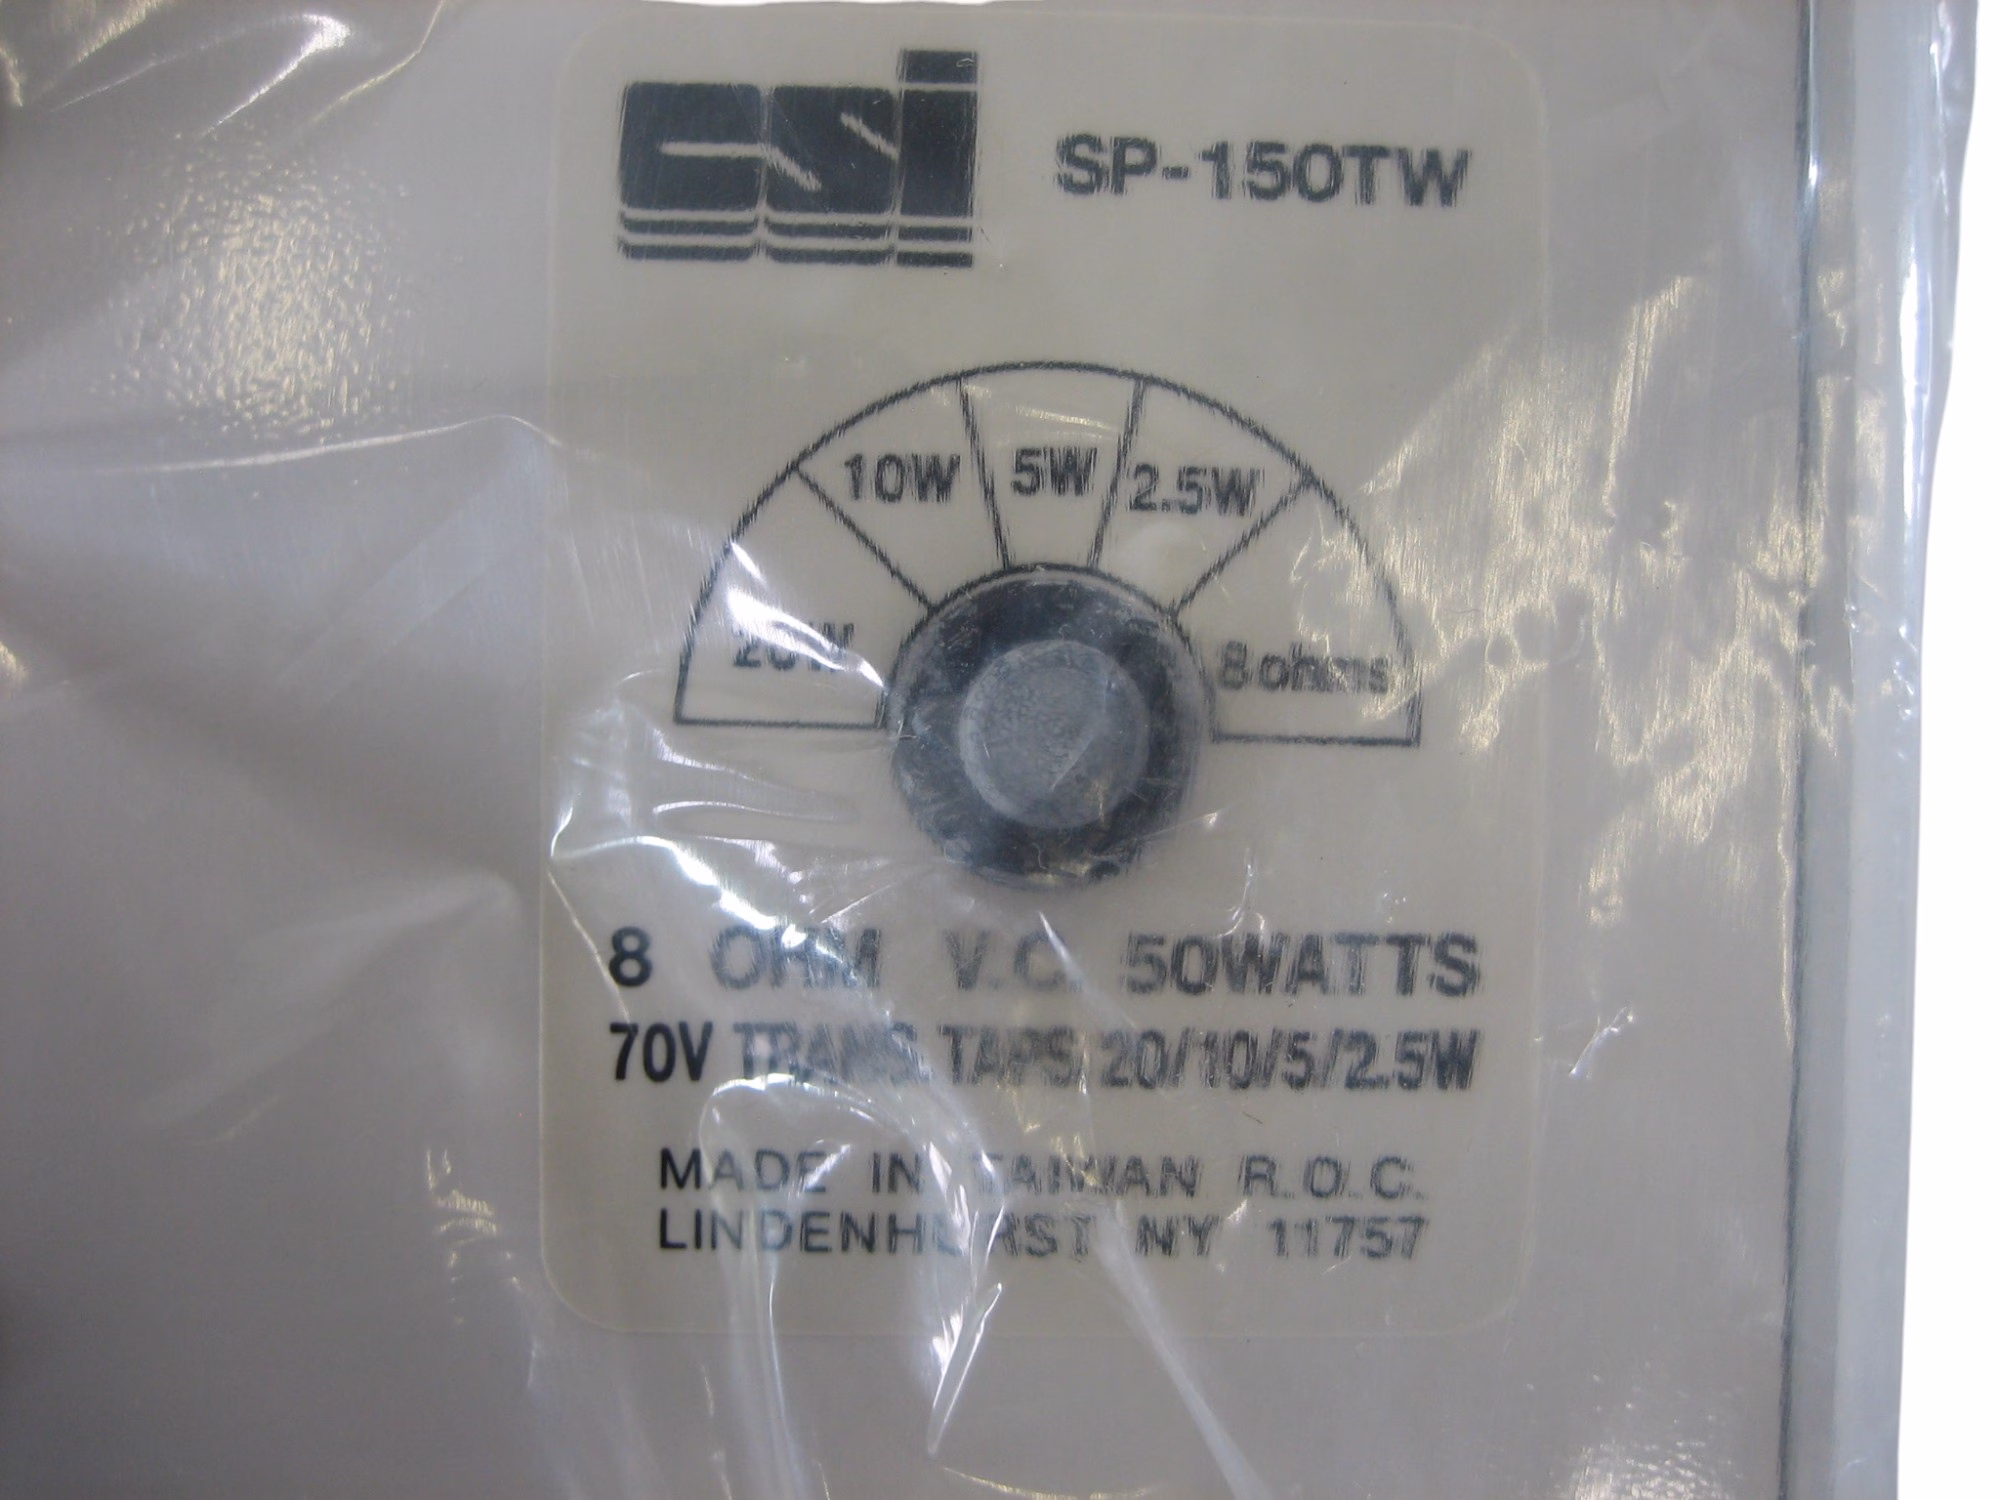 CSI SP-150TW
10W 5W 2.5W
20W 8 ohms
8 OHM V.C. 50WATTS
70V TRANS. TAPS 20/10/5/2.5W
MADE IN TAIWAN R.O.C.
LINDENHURST NY 11757